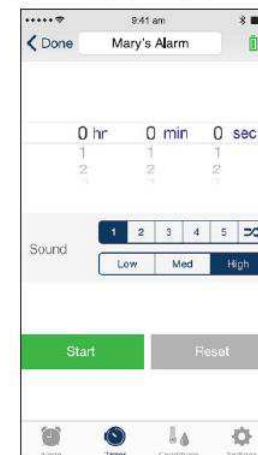 9:41 am
Done Mary's Alarm
0 hr 0 min 0 sec
1 1 1
2 2 2
Sound 1 2 3 4 5
Low Med High
Start Reset
Timer